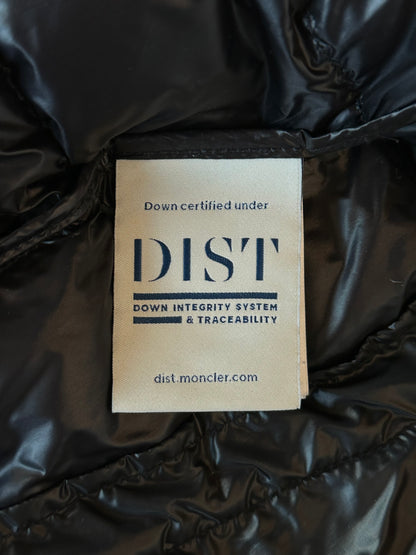 Down certified under
DIST
DOWN INTEGRITY SYSTEM
& TRACEABILITY
dist.moncler.com